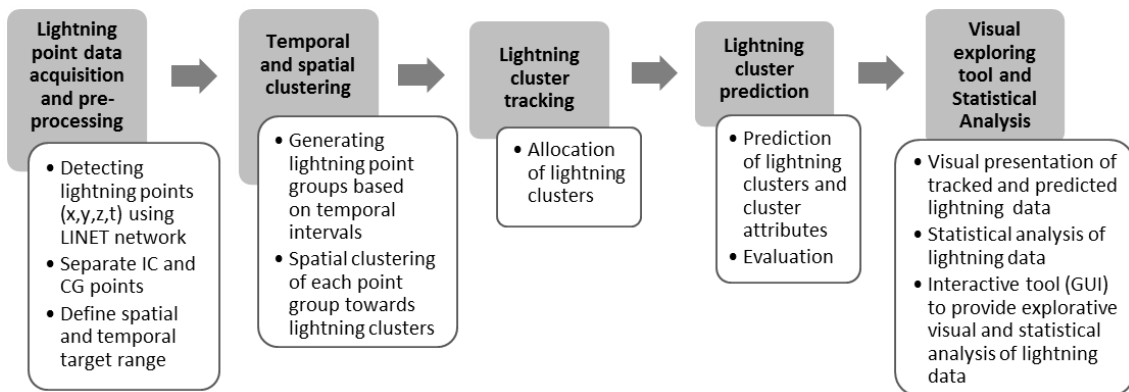 Lightning
point data
acquisition
and pre-
processing
• Detecting
lightning points
(x,y,z,t) using
LINET network
• Separate IC and
CG points
• Define spatial
and temporal
target range
Temporal
and spatial
clustering
• Generating
lightning point
groups based
on temporal
intervals
• Spatial clustering
of each point
group towards
lightning clusters
Lightning
cluster
tracking
• Allocation
of lightning
clusters
Lightning
cluster
prediction
• Prediction
of lightning
clusters and
cluster
attributes
• Evaluation
Visual
exploring
tool and
Statistical
Analysis
• Visual presentation of
tracked and predicted
lightning data
• Statistical analysis of
lightning data
• Interactive tool (GUI)
to provide explorative
visual and statistical
analysis of lightning
data